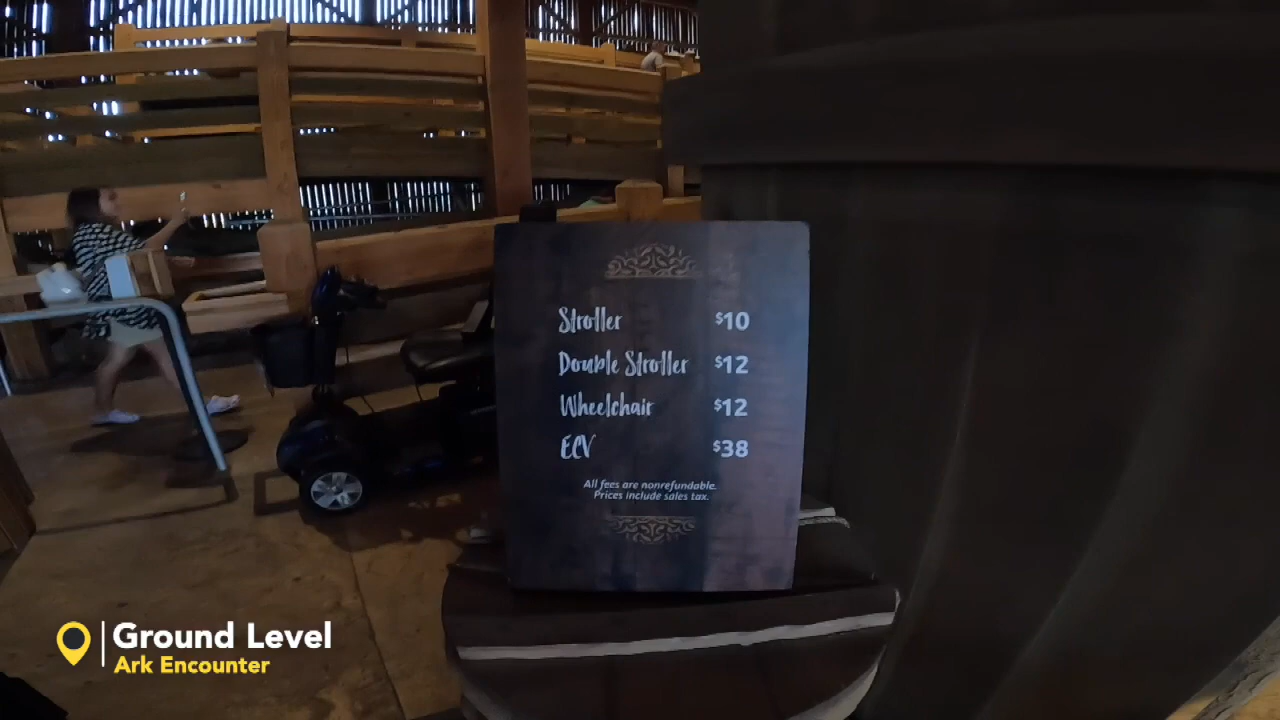 Stroller $10
Double Stroller $12
Wheelchair $12
ECV $38
All fees are nonrefundable.
Prices include sales tax.
Ground Level
Ark Encounter